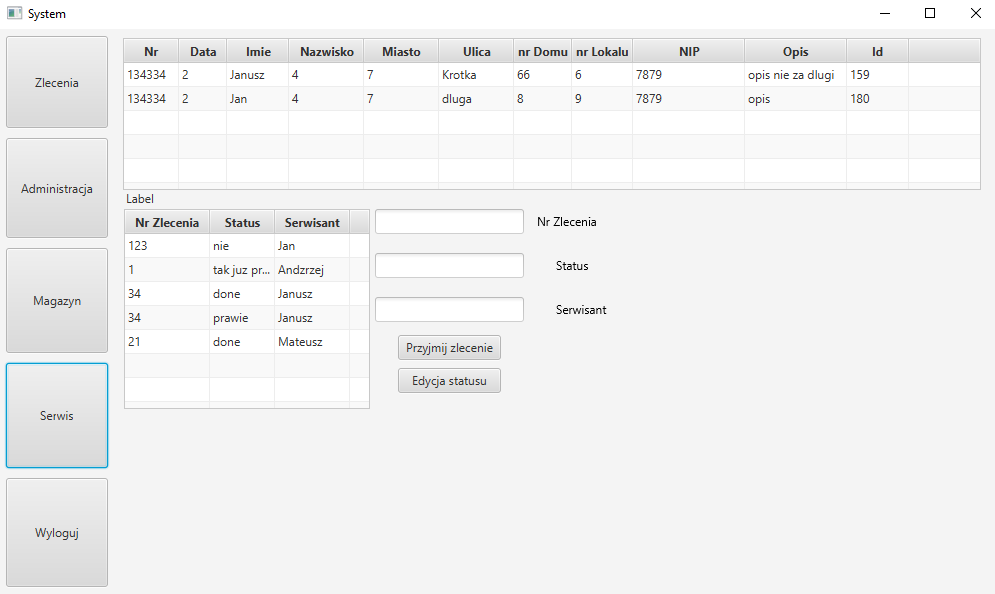 System
Zlecenia
Administracja
Magazyn
Serwis
Wyloguj
Nr Data Imie Nazwisko Miasto Ulica nr Domu nr Lokalu NIP Opis Id
134334 2 Janusz 4 7 Krotka 66 6 7879 opis nie za dlugi 159
134334 2 Jan 4 7 dluga 8 9 7879 opis 180
Label
Nr Zlecenia Status Serwisant
123 nie Jan
1 tak juz pr... Andzrzej
34 done Janusz
34 prawie Janusz
21 done Mateusz
Nr Zlecenia
Status
Serwisant
Przyjmij zlecenie
Edycja statusu